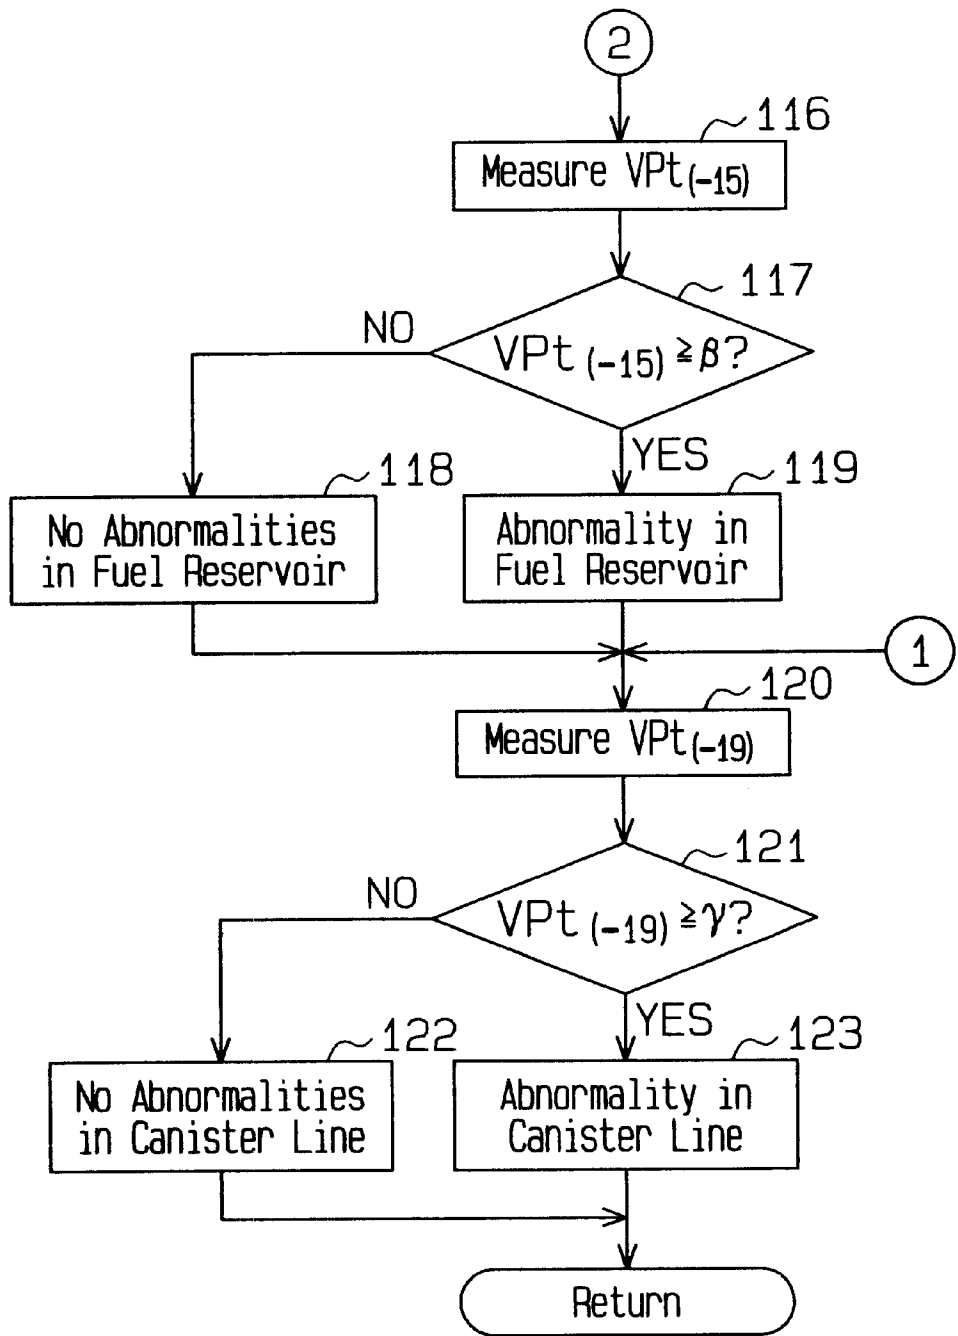 2
116
Measure VPt(-15)
117
NO
VPt(-15) ≧ β?
YES
118
119
No Abnormalities
in Fuel Reservoir
Abnormality in
Fuel Reservoir
1
120
Measure VPt(-19)
121
NO
VPt(-19) ≧ γ?
YES
122
123
No Abnormalities
in Canister Line
Abnormality in
Canister Line
Return